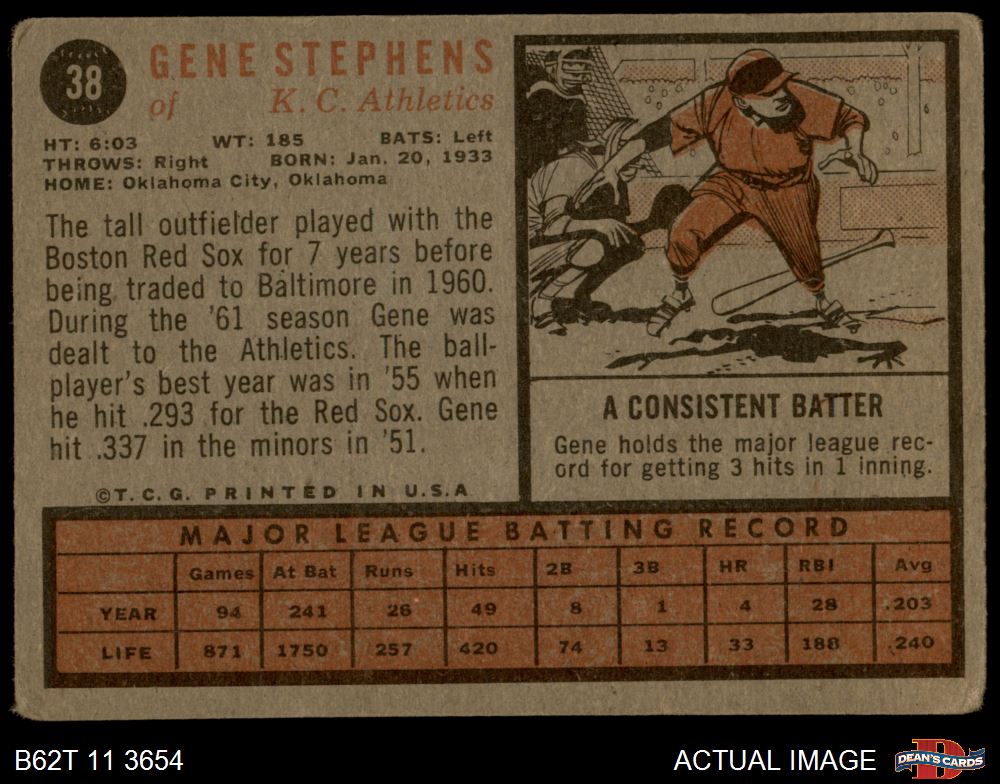 38
GENE STEPHENS
of K. C. Athletics
HT: 6:03 WT: 185 BATS: Left
THROWS: Right BORN: Jan. 20, 1933
HOME: Oklahoma City, Oklahoma
The tall outfielder played with the
Boston Red Sox for 7 years before
being traded to Baltimore in 1960.
During the '61 season Gene was
dealt to the Athletics. The ball-
player's best year was in '55 when
he hit .293 for the Red Sox. Gene
hit .337 in the minors in '51.
©T. C. G. PRINTED IN U.S.A
A CONSISTENT BATTER
Gene holds the major league rec-
ord for getting 3 hits in 1 inning.
MAJOR LEAGUE BATTING RECORD
Games At Bat Runs Hits 2B 3B HR RBI Avg
YEAR 94 241 26 49 8 1 4 28 .203
LIFE 871 1750 257 420 74 13 33 188 .240
B62T 11 3654 ACTUAL IMAGE
DEAN'S CARDS